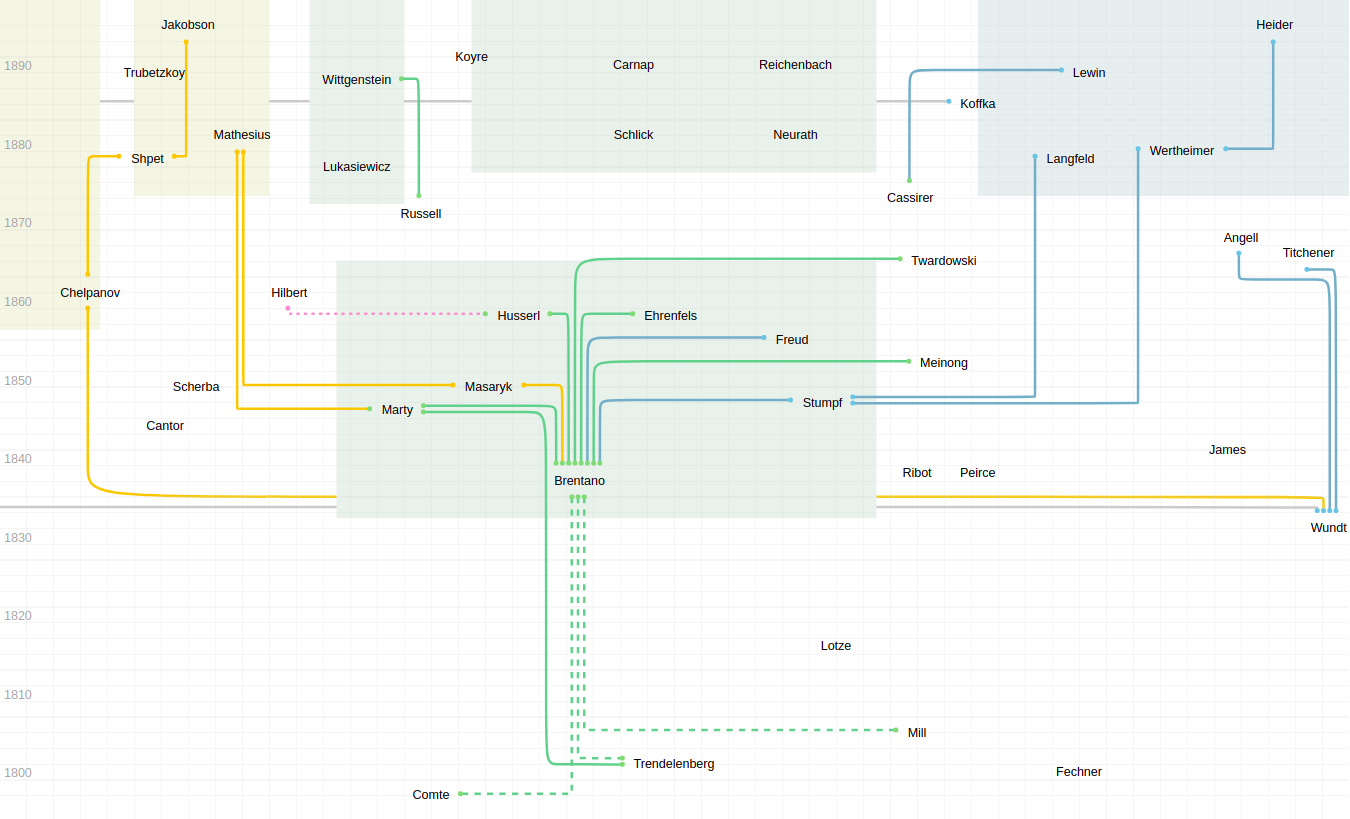 Jakobson
Heider
Koyre
1890
Trubetzkoy
Wittgenstein
Carnap
Reichenbach
Lewin
Koffka
Mathesius
Schlick
Neurath
1880
Shpet
Lukasiewicz
Langfeld
Wertheimer
Cassirer
Russell
1870
Angell
Titchener
Twardowski
Chelpanov
Hilbert
1860
Husserl
Ehrenfels
Freud
Meinong
1850
Scherba
Masaryk
Marty
Stumpf
Cantor
James
1840
Brentano
Ribot
Peirce
Wundt
1830
1820
Lotze
1810
Mill
Trendelenberg
1800
Fechner
Comte